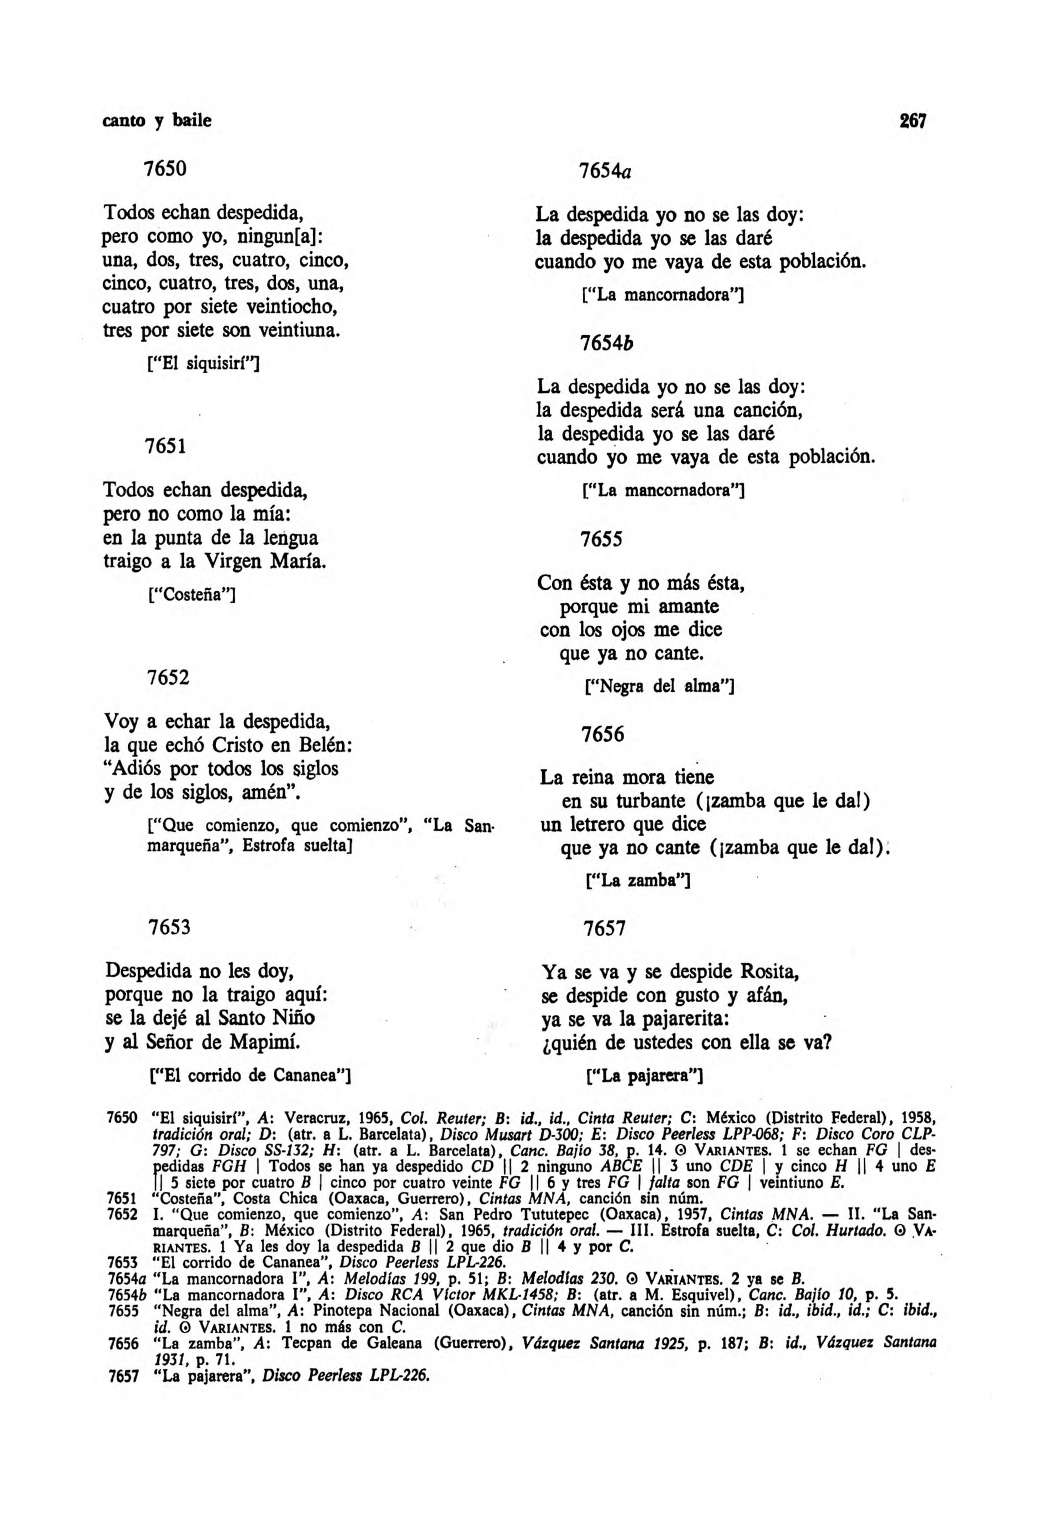 canto y baile
267
7650
Todos echan despedida,
pero como yo, ningun[a]:
una, dos, tres, cuatro, cinco,
cinco, cuatro, tres, dos, una,
cuatro por siete veintiocho,
tres por siete son veintiuna.
["El siquisirí"]
7651
Todos echan despedida,
pero no como la mía:
en la punta de la lengua
traigo a la Virgen María.
["Costeña"]
7652
Voy a echar la despedida,
la que echó Cristo en Belén:
"Adiós por todos los siglos
y de los siglos, amén".
["Que comienzo, que comienzo", "La San-
marqueña", Estrofa suelta]
7653
Despedida no les doy,
porque no la traigo aquí:
se la dejé al Santo Niño
y al Señor de Mapimí.
["El corrido de Cananea"]
7654a
La despedida yo no se las doy:
la despedida yo se las daré
cuando yo me vaya de esta población.
["La mancornadora"]
7654b
La despedida yo no se las doy:
la despedida será una canción,
la despedida yo se las daré
cuando yo me vaya de esta población.
["La mancornadora"]
7655
Con ésta y no más ésta,
porque mi amante
con los ojos me dice
que ya no cante.
["Negra del alma"]
7656
La reina mora tiene
en su turbante (¡zamba que le da!)
un letrero que dice
que ya no cante (¡zamba que le da!).
["La zamba"]
7657
Ya se va y se despide Rosita,
se despide con gusto y afán,
ya se va la pajarerita:
¿quién de ustedes con ella se va?
["La pajarera"]
7650 "El siquisirí", A: Veracruz, 1965, Col. Reuter; B: id., id., Cinta Reuter; C: México (Distrito Federal), 1958,
tradición oral; D: (atr. a L. Barcelata), Disco Musart D-300; E: Disco Peerless LPP-068; F: Disco Coro CLP-
797; G: Disco SS-132; H: (atr. a L. Barcelata), Canc. Bajío 38, p. 14. ⊙ VARIANTES. 1 se echan FG | des-
pedidas FGH | Todos se han ya despedido CD || 2 ninguno ABCE || 3 uno CDE | y cinco H || 4 uno E
|| 5 siete por cuatro B | cinco por cuatro veinte FG || 6 y tres FG | falta son FG | veintiuno E.
7651 "Costeña", Costa Chica (Oaxaca, Guerrero), Cintas MNA, canción sin núm.
7652 I. "Que comienzo, que comienzo", A: San Pedro Tututepec (Oaxaca), 1957, Cintas MNA. — II. "La San-
marqueña", B: México (Distrito Federal), 1965, tradición oral. — III. Estrofa suelta, C: Col. Hurtado. ⊙ VA-
RIANTES. 1 Ya les doy la despedida B || 2 que dio B || 4 y por C.
7653 "El corrido de Cananea", Disco Peerless LPL-226.
7654a "La mancornadora I", A: Melodías 199, p. 51; B: Melodías 230. ⊙ VARIANTES. 2 ya se B.
7654b "La mancornadora I", A: Disco RCA Víctor MKL-1458; B: (atr. a M. Esquivel), Canc. Bajío 10, p. 5.
7655 "Negra del alma", A: Pinotepa Nacional (Oaxaca), Cintas MNA, canción sin núm.; B: id., ibid., id.; C: ibid.,
id. ⊙ VARIANTES. 1 no más con C.
7656 "La zamba", A: Tecpan de Galeana (Guerrero), Vázquez Santana 1925, p. 187; B: id., Vázquez Santana
1931, p. 71.
7657 "La pajarera", Disco Peerless LPL-226.